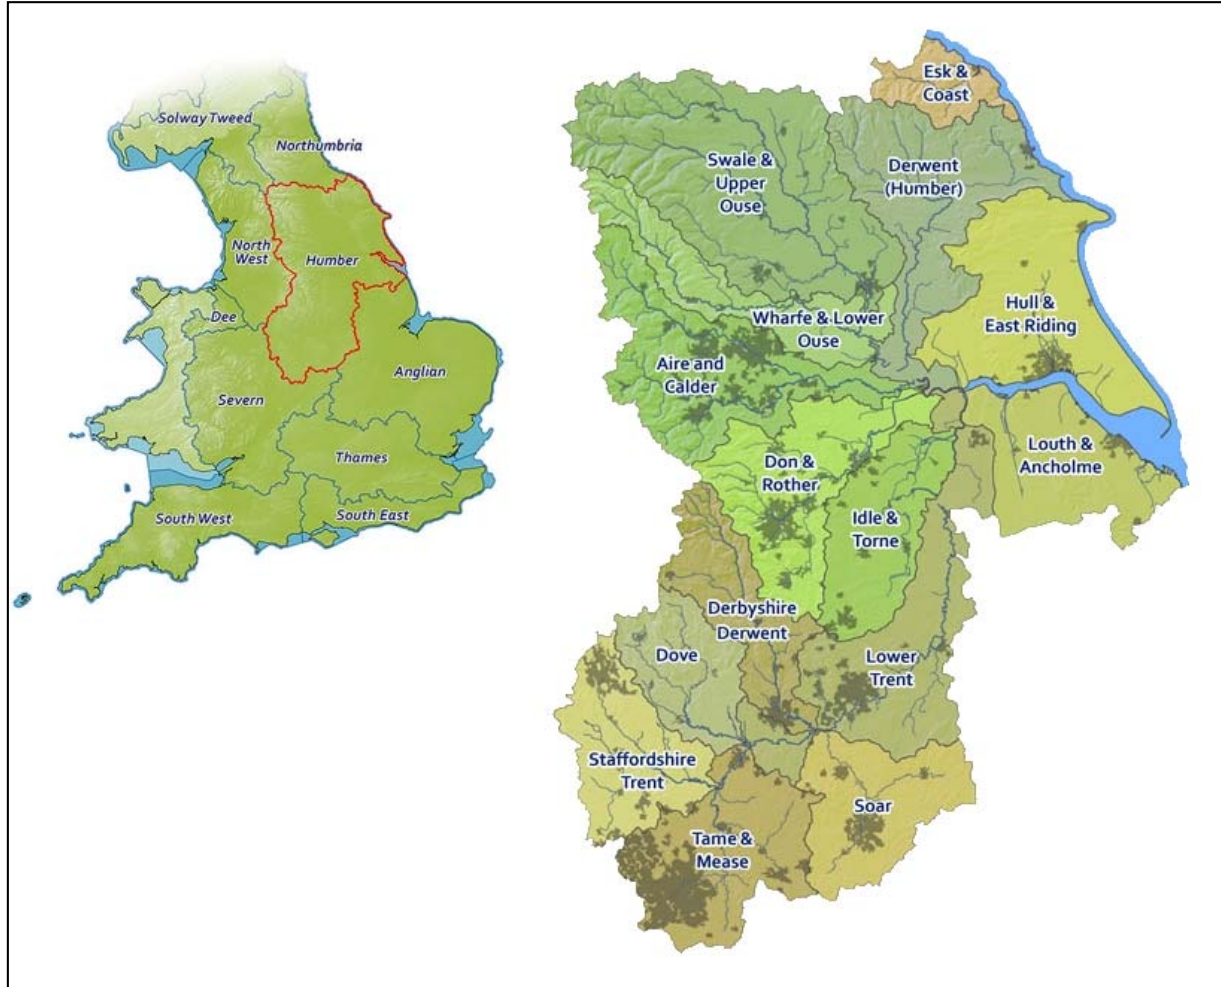 Solway Tweed
Northumbria
North
West
Humber
Dee
Anglian
Severn
Thames
South West
South East
Esk &
Coast
Swale &
Upper
Ouse
Derwent
(Humber)
Hull &
East Riding
Wharfe & Lower
Ouse
Aire and
Calder
Don &
Rother
Louth &
Ancholme
Idle &
Torne
Derbyshire
Derwent
Dove
Lower
Trent
Staffordshire
Trent
Soar
Tame &
Mease